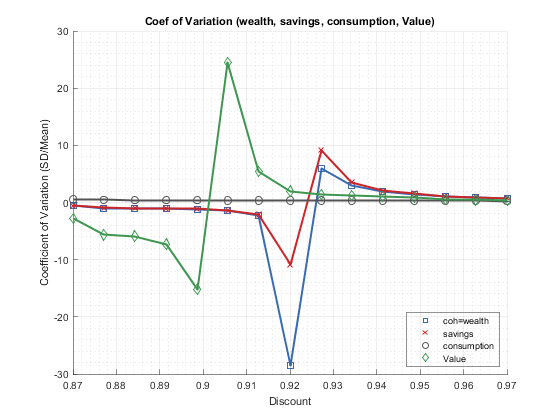 Coef of Variation (wealth, savings, consumption, Value)
Coefficient of Variation (SD/Mean)
30
20
10
0
-10
-20
-30
0.87 0.88 0.89 0.9 0.91 0.92 0.93 0.94 0.95 0.96 0.97
Discount
coh=wealth
savings
consumption
Value